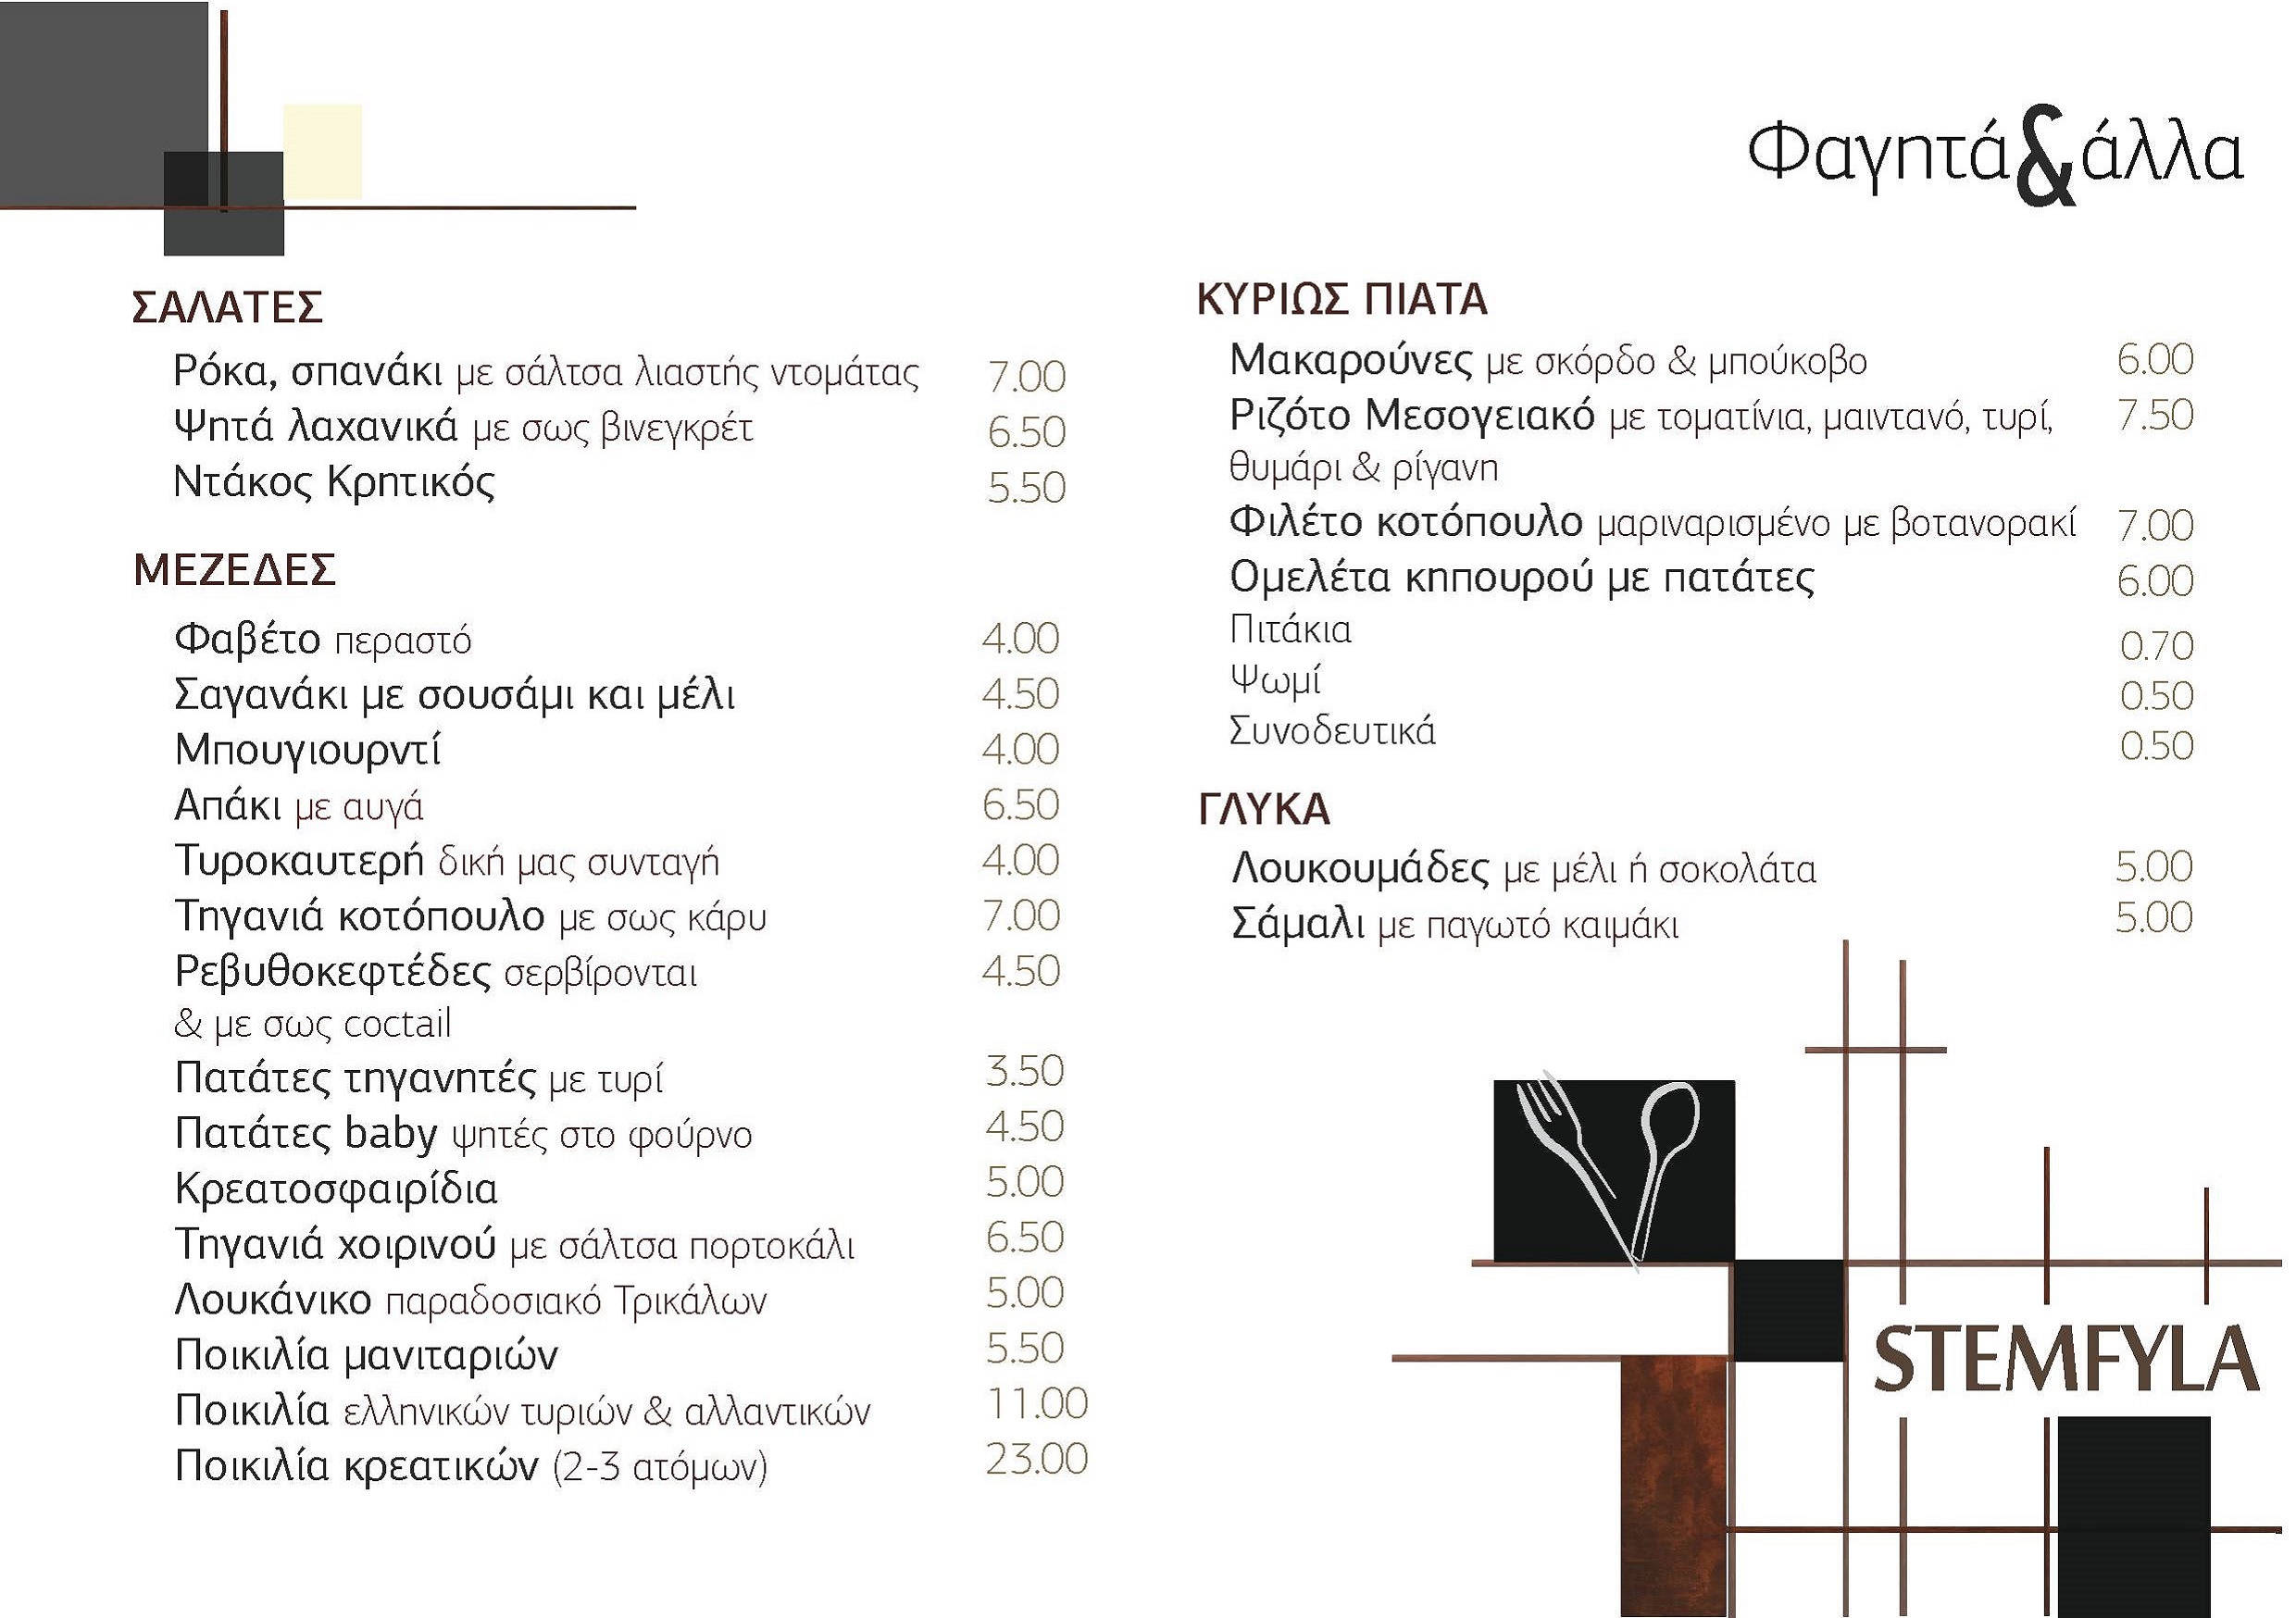 Φαγητά & άλλα
ΣΑΛΑΤΕΣ
Ρόκα, σπανάκι με σάλτσα λιαστής ντομάτας 7.00
Ψητά λαχανικά με σως βινεγκρέτ 6.50
Ντάκος Κρητικός 5.50
ΜΕΖΕΔΕΣ
Φαβέτο περαστό 4.00
Σαγανάκι με σουσάμι και μέλι 4.50
Μπουγιουρντί 4.00
Απάκι με αυγά 6.50
Τυροκαυτερή δική μας συνταγή 4.00
Τηγανιά κοτόπουλο με σως κάρυ 7.00
Ρεβυθοκεφτέδες σερβίρονται 4.50
& με σως coctail
Πατάτες τηγανητές με τυρί 3.50
Πατάτες baby ψητές στο φούρνο 4.50
Κρεατοσφαιρίδια 5.00
Τηγανιά χοιρινού με σάλτσα πορτοκάλι 6.50
Λουκάνικο παραδοσιακό Τρικάλων 5.00
Ποικιλία μανιταριών 5.50
Ποικιλία ελληνικών τυριών & αλλαντικών 11.00
Ποικιλία κρεατικών (2-3 ατόμων) 23.00
ΚΥΡΙΩΣ ΠΙΑΤΑ
Μακαρούνες με σκόρδο & μπούκοβο 6.00
Ριζότο Μεσογειακό με τοματίνια, μαιντανό, τυρί, 7.50
θυμάρι & ρίγανη
Φιλέτο κοτόπουλο μαριναρισμένο με βοτανορακί 7.00
Ομελέτα κηπουρού με πατάτες 6.00
Πιτάκια 0.70
Ψωμί 0.50
Συνοδευτικά 0.50
ΓΛΥΚΑ
Λουκουμάδες με μέλι ή σοκολάτα 5.00
Σάμαλι με παγωτό καιμάκι 5.00
STEMFYLA